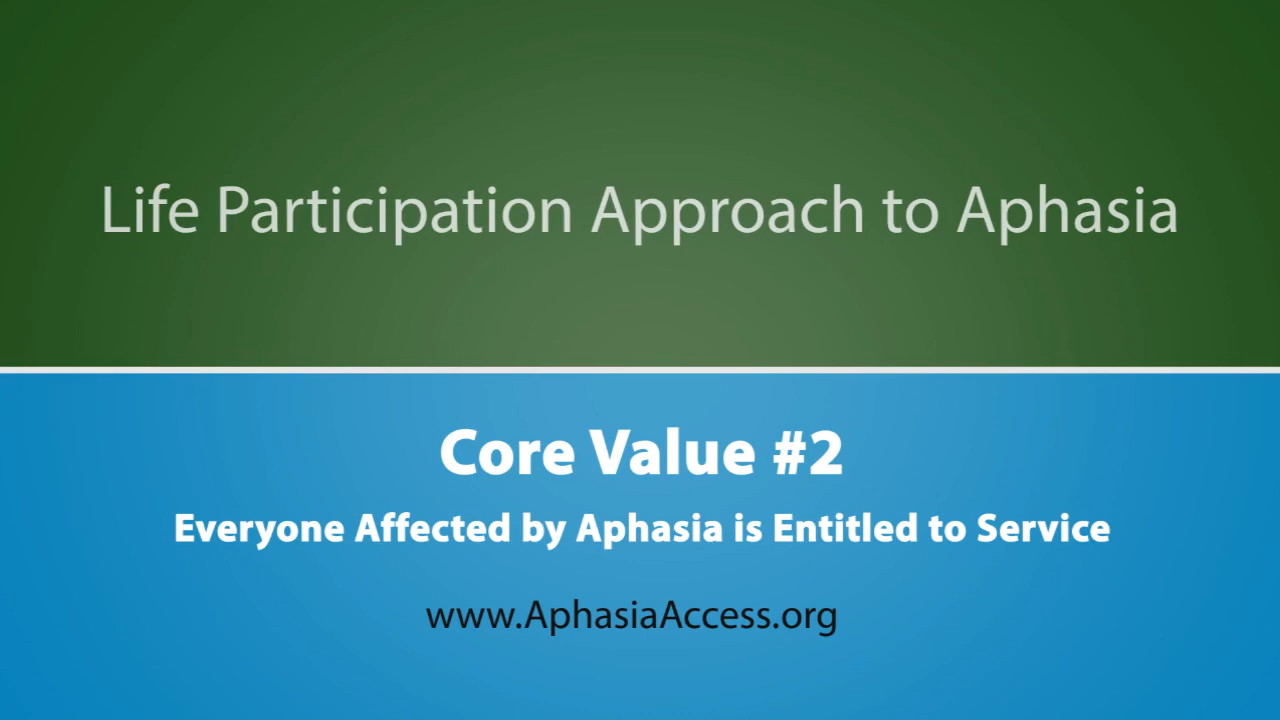 Life Participation Approach to Aphasia
Core Value #2
Everyone Affected by Aphasia is Entitled to Service
www.AphasiaAccess.org